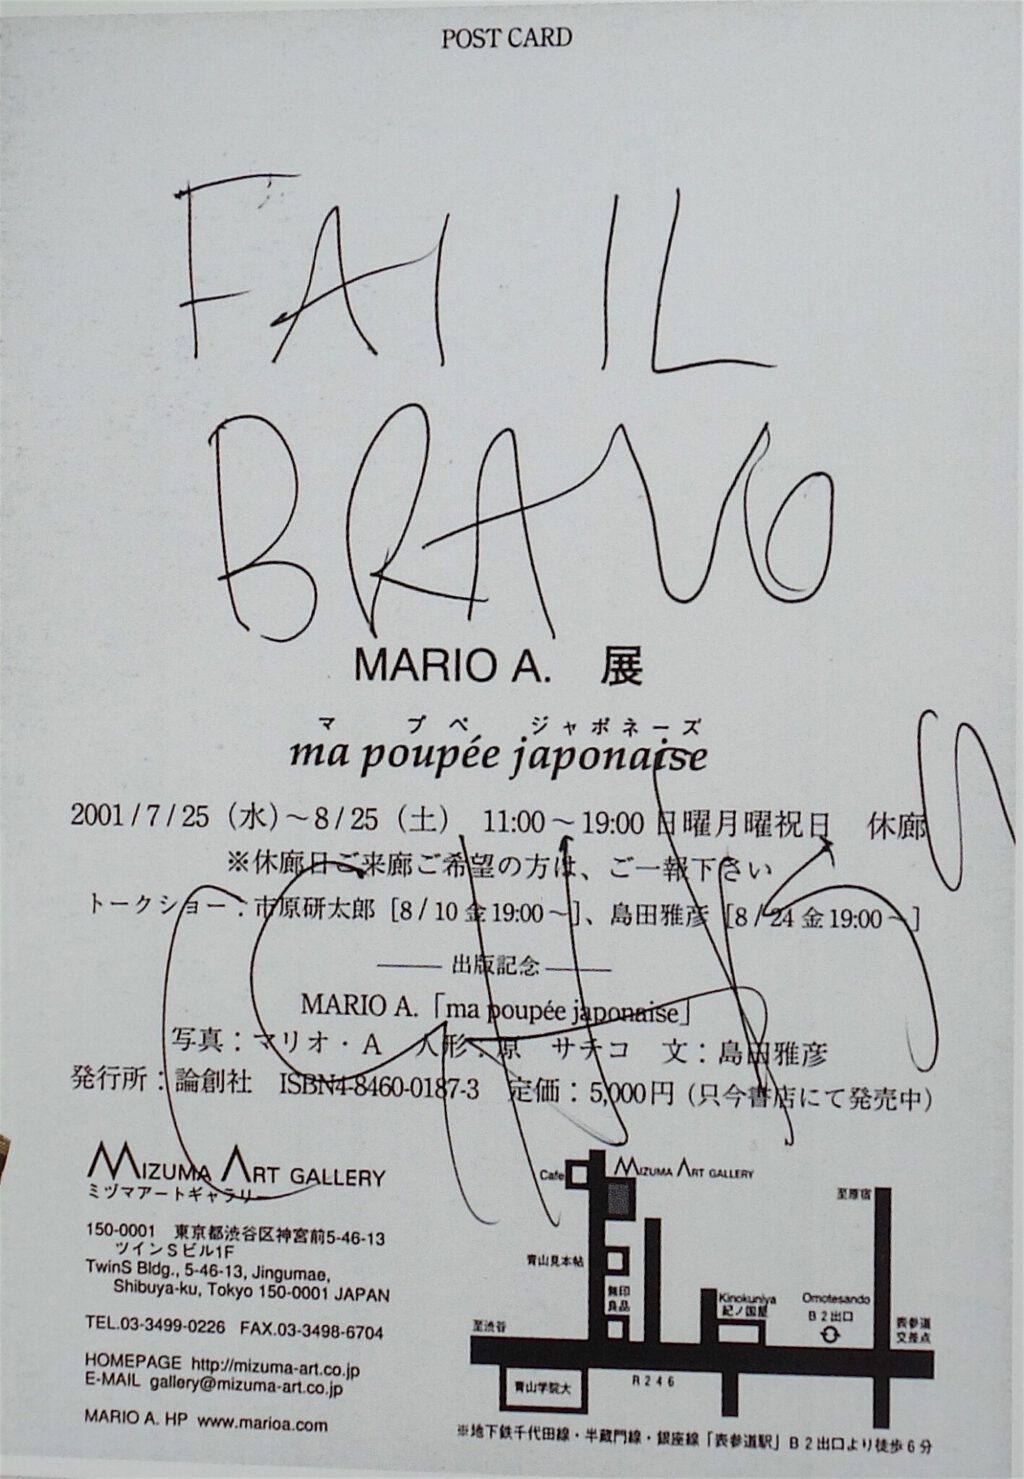 POST CARD
FAI IL
BRAVO
MARIO A. 展
マ プペ ジャポネーズ
ma poupée japonaise
2001/7/25（水）～8/25（土） 11:00～19:00 日曜月曜祝日 休廊
※休廊日ご来廊ご希望の方は、ご一報下さい
トークショー：市原研太郎［8/10金19:00～］、島田雅彦［8/24金19:00～］
出版記念
MARIO A.「ma poupée japonaise」
写真：マリオ・A 人形：原 サチコ 文：島田雅彦
発行所：論創社 ISBN4-8460-0187-3 定価：5,000円（只今書店にて発売中）
MIZUMA ART GALLERY
ミヅマアートギャラリー
150-0001 東京都渋谷区神宮前5-46-13
ツインSビル1F
TwinS Bldg., 5-46-13, Jingumae,
Shibuya-ku, Tokyo 150-0001 JAPAN
TEL.03-3499-0226 FAX.03-3498-6704
HOMEPAGE http://mizuma-art.co.jp
E-MAIL gallery@mizuma-art.co.jp
MARIO A. HP www.marioa.com
Cafe
MIZUMA ART GALLERY
至原宿
青山見本帖
無印
良品
Kinokuniya
紀ノ国屋
Omotesando
B2出口
表参道
交差点
至渋谷
青山学院大
R246
※地下鉄千代田線・半蔵門線・銀座線「表参道駅」B2出口より徒歩6分